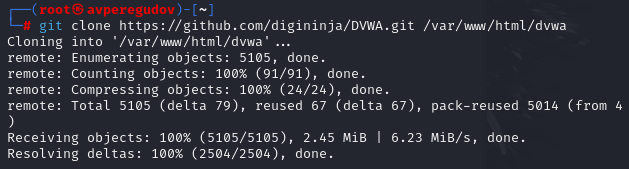 ┌──(root㉿avperegudov)-[~]
└─# git clone https://github.com/digininja/DVWA.git /var/www/html/dvwa
Cloning into '/var/www/html/dvwa'...
remote: Enumerating objects: 5105, done.
remote: Counting objects: 100% (91/91), done.
remote: Compressing objects: 100% (24/24), done.
remote: Total 5105 (delta 79), reused 67 (delta 67), pack-reused 5014 (from 4
)
Receiving objects: 100% (5105/5105), 2.45 MiB | 6.23 MiB/s, done.
Resolving deltas: 100% (2504/2504), done.